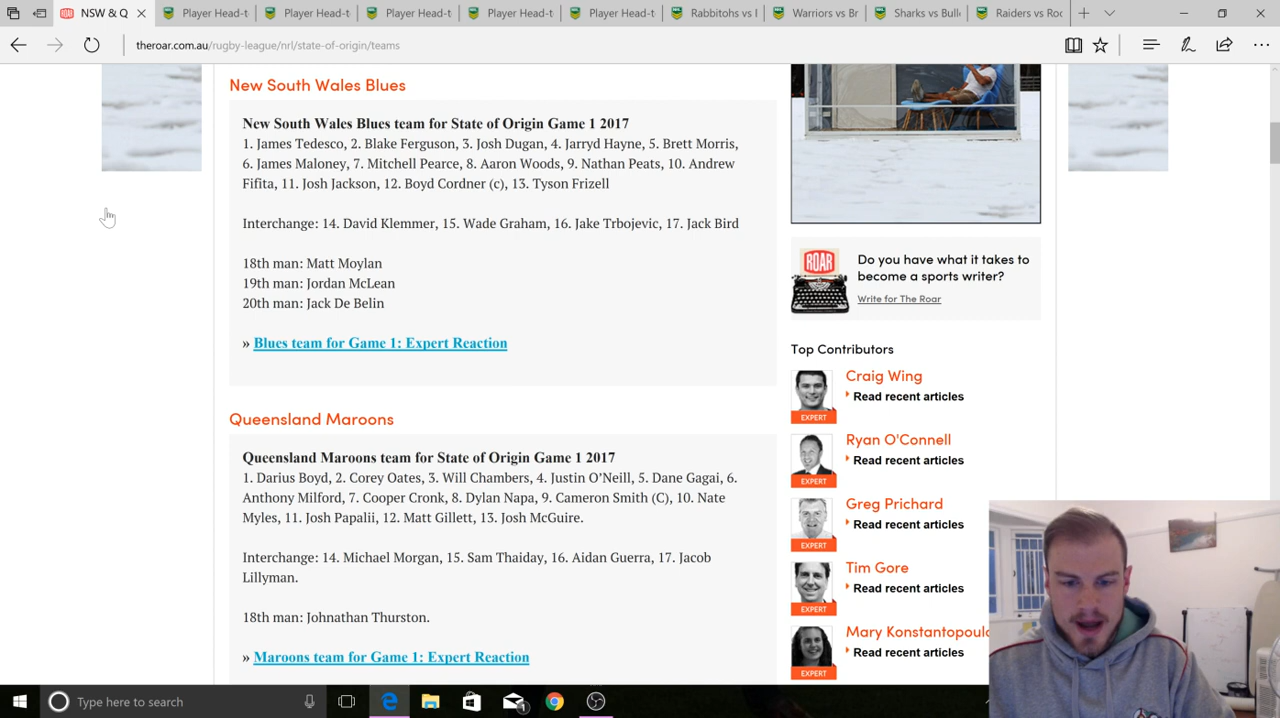 NSW & Q
Player Head-t
Player Head-t
Player Head-t
Player Head-t
Rabbitohs vs l
Raiders vs Roc
theroar.com.au/rugby-league/nrl/state-of-origin/teams
New South Wales Blues
New South Wales Blues team for State of Origin Game 1 2017
1. James Tedesco, 2. Blake Ferguson, 3. Josh Dugan, 4. Jarryd Hayne, 5. Brett Morris,
6. James Maloney, 7. Mitchell Pearce, 8. Aaron Woods, 9. Nathan Peats, 10. Andrew
Fifita, 11. Josh Jackson, 12. Boyd Cordner (c), 13. Tyson Frizell
Interchange: 14. David Klemmer, 15. Wade Graham, 16. Jake Trbojevic, 17. Jack Bird
18th man: Matt Moylan
19th man: Jordan McLean
20th man: Jack De Belin
» Blues team for Game 1: Expert Reaction
Queensland Maroons
Queensland Maroons team for State of Origin Game 1 2017
1. Darius Boyd, 2. Corey Oates, 3. Will Chambers, 4. Justin O'Neill, 5. Dane Gagai, 6.
Anthony Milford, 7. Cooper Cronk, 8. Dylan Napa, 9. Cameron Smith (C), 10. Nate
Myles, 11. Josh Papalii, 12. Matt Gillett, 13. Josh McGuire.
Interchange: 14. Michael Morgan, 15. Sam Thaiday, 16. Aidan Guerra, 17. Jacob
Lillyman.
18th man: Johnathan Thurston.
» Maroons team for Game 1: Expert Reaction
ROAR
Do you have what it takes to
become a sports writer?
Write for The Roar
Top Contributors
Craig Wing
Read recent articles
EXPERT
Ryan O'Connell
Read recent articles
EXPERT
Greg Prichard
Read recent articles
EXPERT
Tim Gore
Read recent articles
EXPERT
Mary Konstantopoulo
Read recent articles
EXPERT
Type here to search